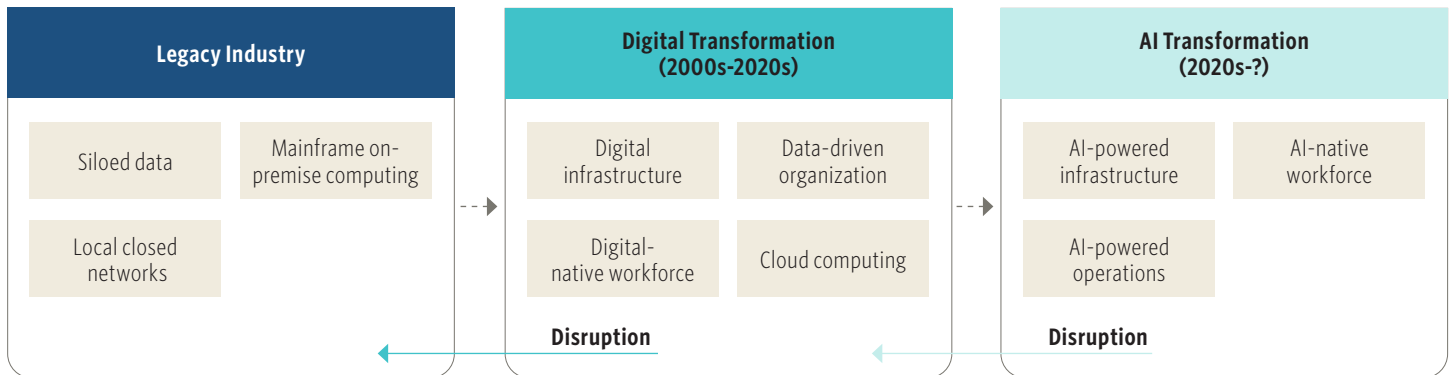 Legacy Industry
Siloed data
Mainframe on-
premise computing
Local closed
networks
Digital Transformation
(2000s-2020s)
Digital
infrastructure
Data-driven
organization
Digital-
native workforce
Cloud computing
Disruption
AI Transformation
(2020s-?)
AI-powered
infrastructure
AI-native
workforce
AI-powered
operations
Disruption